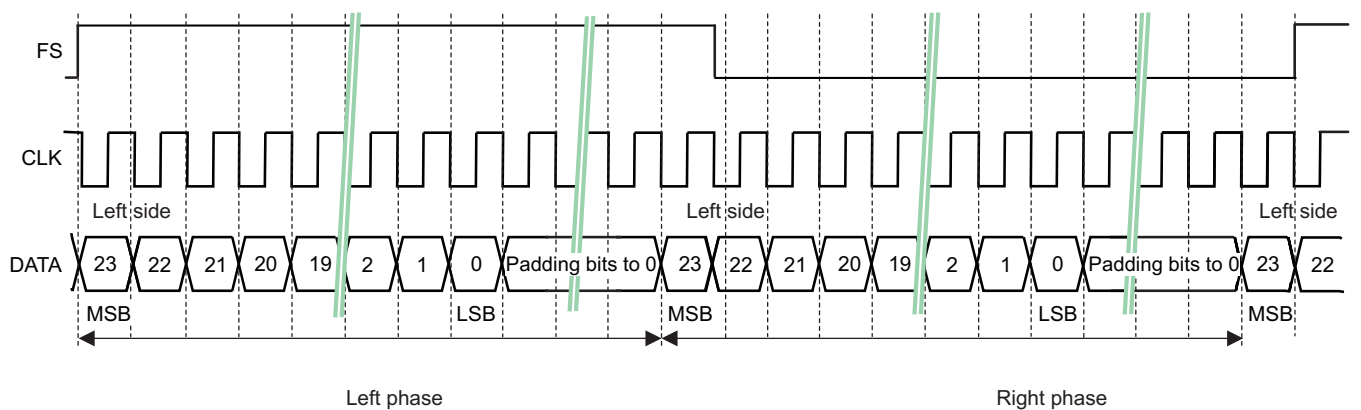 FS
CLK
Left side Left side Left side
DATA 23 22 21 20 19 2 1 0 Padding bits to 0 23 22 21 20 19 2 1 0 Padding bits to 0 23 22
MSB LSB MSB LSB MSB
Left phase Right phase